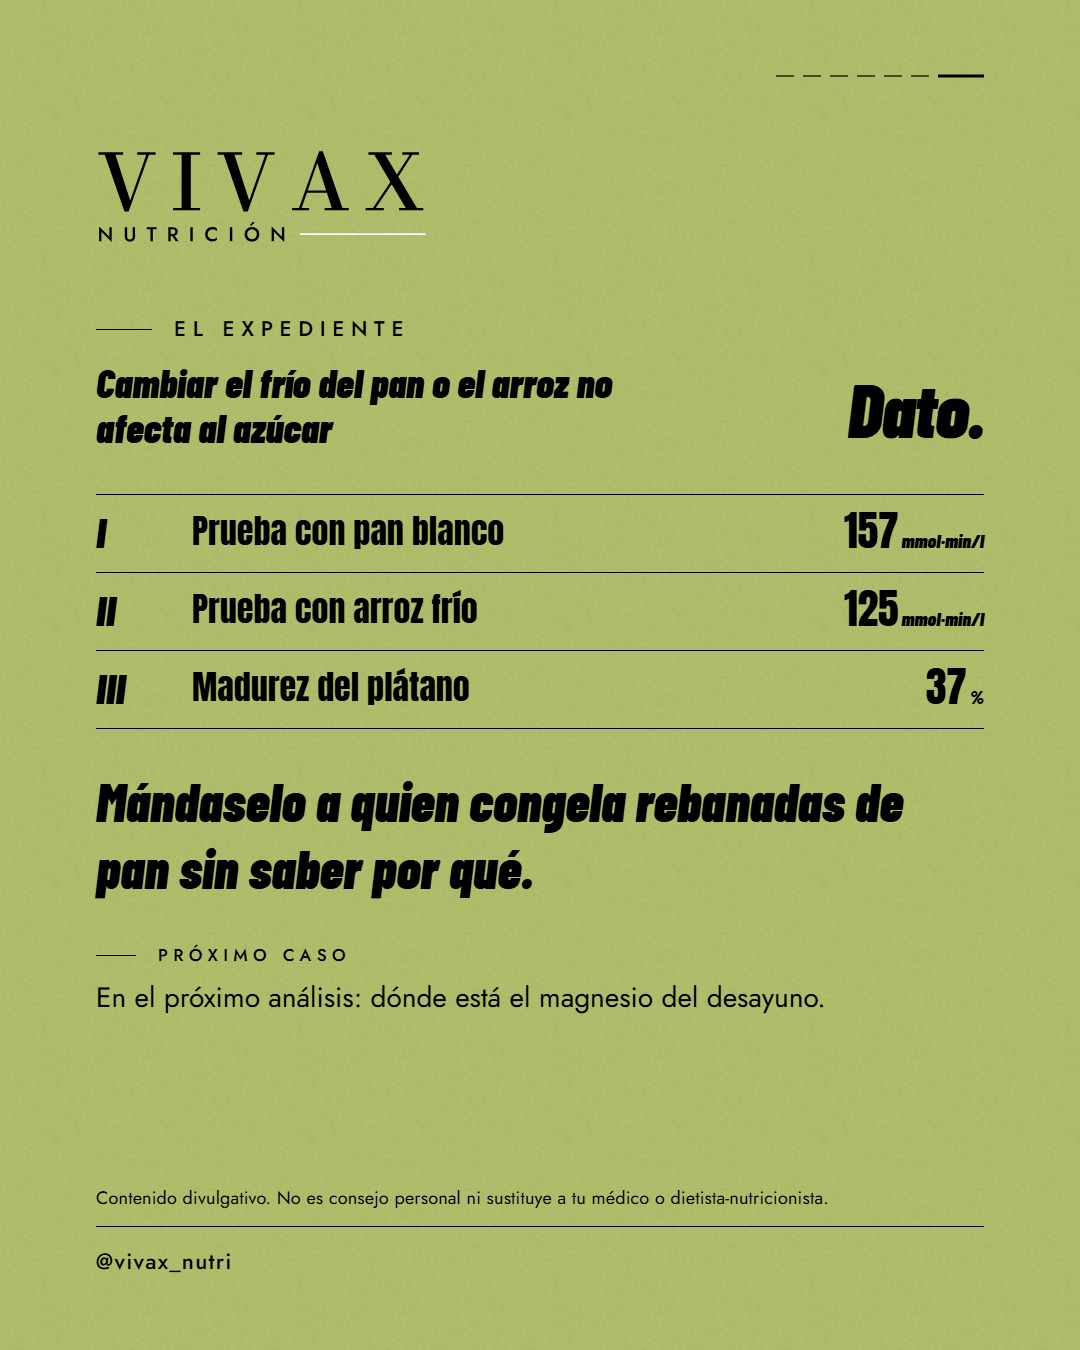 VIVAX
NUTRICIÓN
EL EXPEDIENTE
Cambiar el frío del pan o el arroz no
afecta al azúcar
Dato.
I Prueba con pan blanco 157 mmol·min/l
II Prueba con arroz frío 125 mmol·min/l
III Madurez del plátano 37 %
Mándaselo a quien congela rebanadas de
pan sin saber por qué.
PRÓXIMO CASO
En el próximo análisis: dónde está el magnesio del desayuno.
Contenido divulgativo. No es consejo personal ni sustituye a tu médico o dietista-nutricionista.
@vivax_nutri